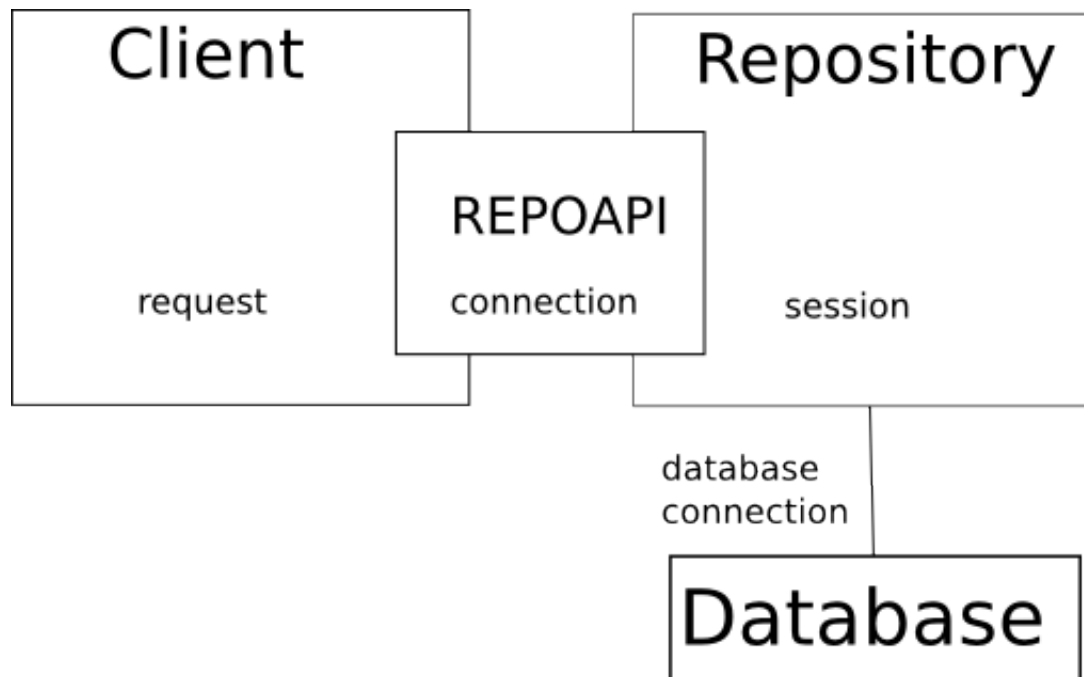 Client
Repository
REPOAPI
request
connection
session
database
connection
Database